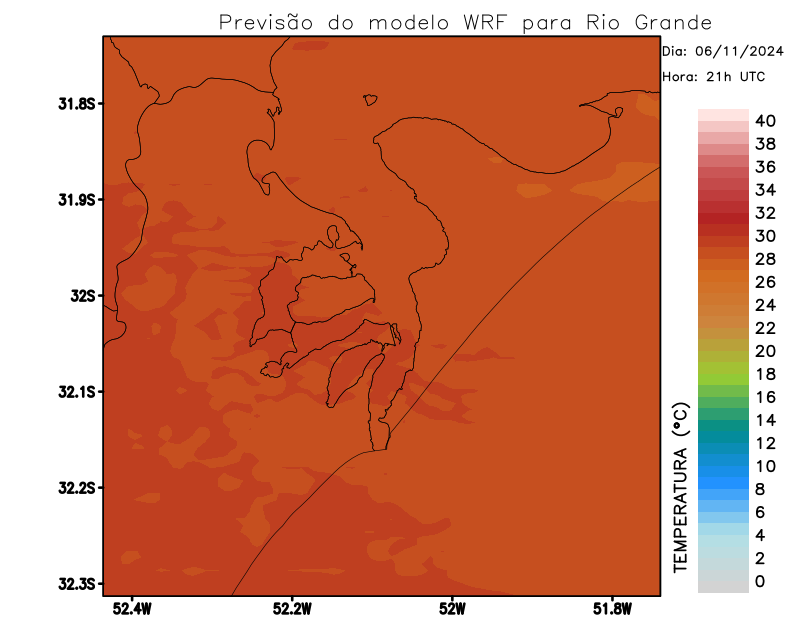 Previsão do modelo WRF para Rio Grande
Dia: 06/11/2024
Hora: 21h UTC
31.8S
31.9S
32S
32.1S
32.2S
32.3S
52.4W
52.2W
52W
51.8W
TEMPERATURA (°C)
40
38
36
34
32
30
28
26
24
22
20
18
16
14
12
10
8
6
4
2
0